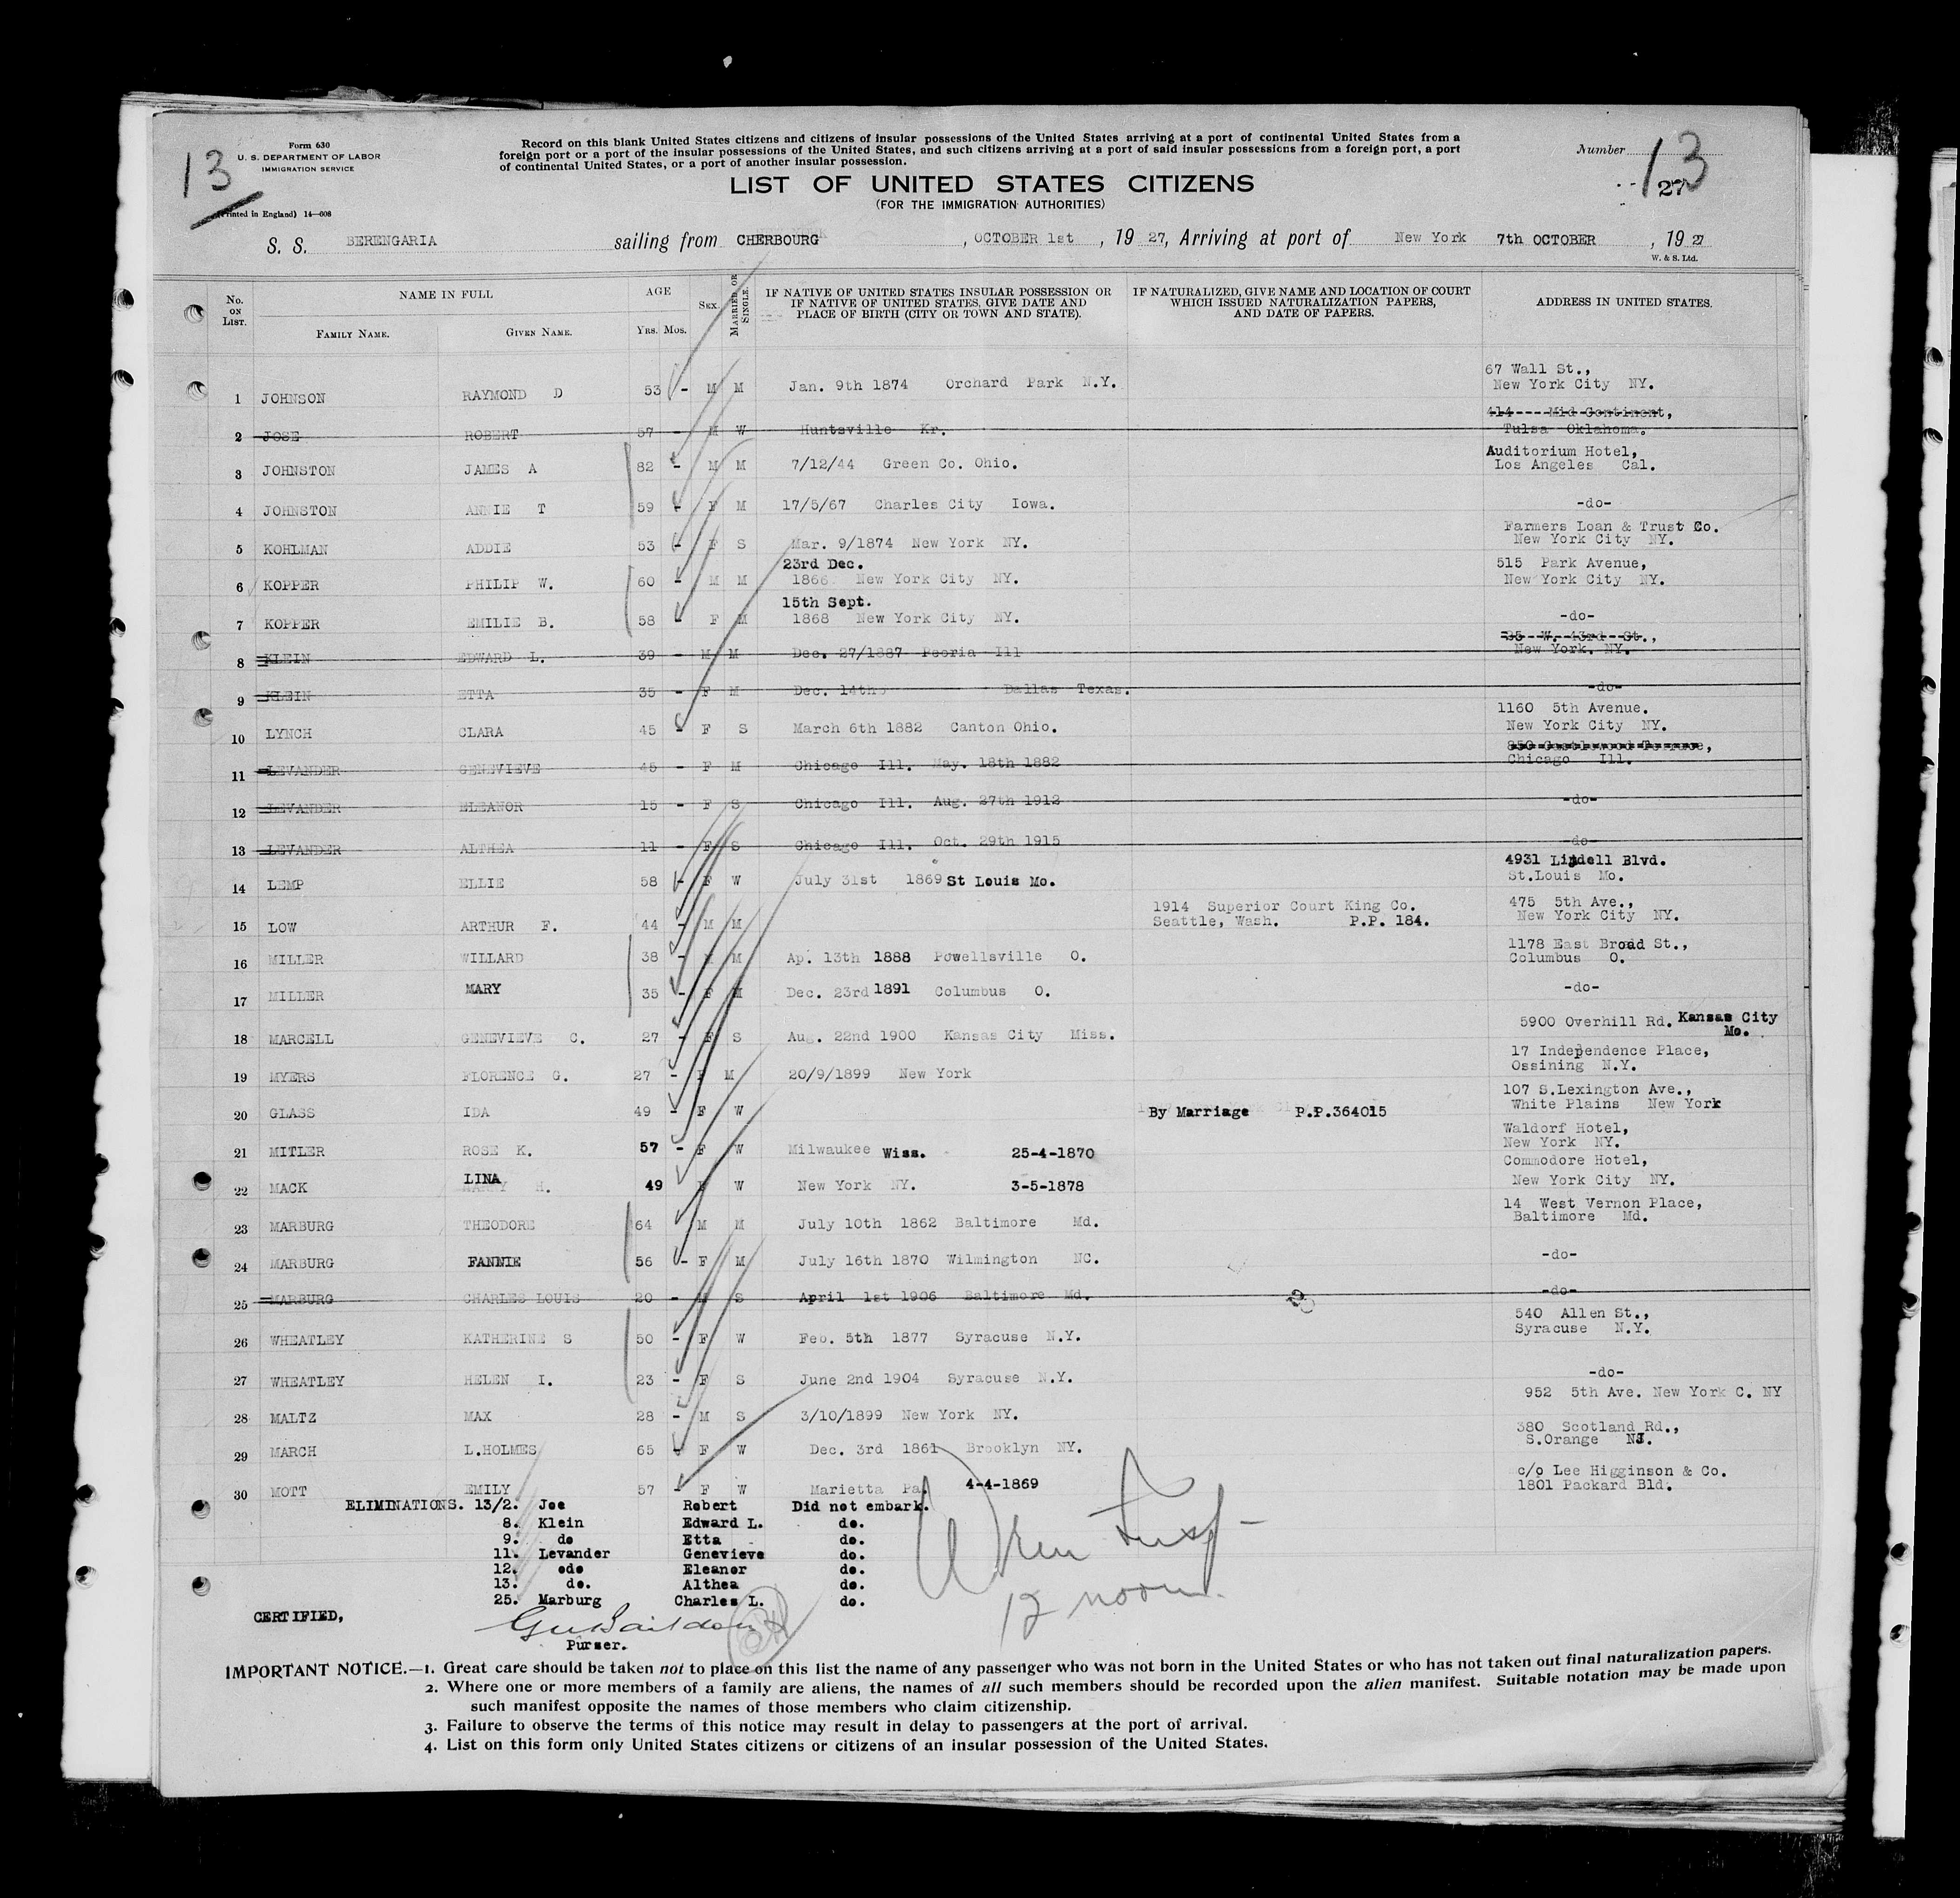 13
Form 630
U. S. DEPARTMENT OF LABOR
IMMIGRATION SERVICE
(Printed in England) 14—608
Record on this blank United States citizens and citizens of insular possessions of the United States arriving at a port of continental United States from a
foreign port or a port of the insular possessions of the United States, and such citizens arriving at a port of said insular possessions from a foreign port, a port
of continental United States, or a port of another insular possession.
LIST OF UNITED STATES CITIZENS
(FOR THE IMMIGRATION AUTHORITIES)
Number 13
27
S. S. BERENGARIA sailing from CHERBOURG, OCTOBER 1st, 19 27, Arriving at port of New York 7th OCTOBER, 19 27
W. & S. Ltd.
No. ON LIST.
NAME IN FULL
FAMILY NAME. GIVEN NAME.
AGE
YRS. MOS.
SEX.
MARRIED OR SINGLE.
IF NATIVE OF UNITED STATES INSULAR POSSESSION OR
IF NATIVE OF UNITED STATES, GIVE DATE AND
PLACE OF BIRTH (CITY OR TOWN AND STATE).
IF NATURALIZED, GIVE NAME AND LOCATION OF COURT
WHICH ISSUED NATURALIZATION PAPERS,
AND DATE OF PAPERS.
ADDRESS IN UNITED STATES.
67 Wall St.,
1 JOHNSON RAYMOND D 53 - M M Jan. 9th 1874 Orchard Park N.Y. New York City NY.
414 --- Mid Continent,
2 JOSE ROBERT 57 - M W Huntsville Kr. Tulsa Oklahoma.
Auditorium Hotel,
3 JOHNSTON JAMES A 82 - M M 7/12/44 Green Co. Ohio. Los Angeles Cal.
4 JOHNSTON ANNIE T 59 - F M 17/5/67 Charles City Iowa. -do-
Farmers Loan & Trust Co.
5 KOHLMAN ADDIE 53 - F S Mar. 9/1874 New York NY. New York City NY.
23rd Dec. 515 Park Avenue,
6 KOPPER PHILIP W. 60 - M M 1866 New York City NY. New York City NY.
15th Sept.
7 KOPPER EMILIE B. 58 - F M 1868 New York City NY. -do-
35 W. 43rd St.,
8 KLEIN EDWARD L. 39 - M M Dec. 27/1887 Peoria Ill New York. NY.
9 KLEIN ETTA 35 - F M Dec. 14th Dallas Texas. -do-
1160 5th Avenue.
10 LYNCH CLARA 45 - F S March 6th 1882 Canton Ohio. New York City NY.
850 Castlewood Terrace,
11 LEVANDER GENEVIEVE 45 - F M Chicago Ill. May. 18th 1882 Chicago Ill.
12 LEVANDER ELEANOR 15 - F S Chicago Ill. Aug. 27th 1912 -do-
13 LEVANDER ALTHEA 11 - F S Chicago Ill. Oct. 29th 1915 -do-
4931 Lindell Blvd.
14 LEMP ELLIE 58 - F W July 31st 1869 St Louis Mo. St.Louis Mo.
1914 Superior Court King Co. 475 5th Ave.,
15 LOW ARTHUR F. 44 - M M Seattle, Wash. P.P. 184. New York City NY.
1178 East Broad St.,
16 MILLER WILLARD 38 - M M Ap. 13th 1888 Powellsville O. Columbus O.
17 MILLER MARY 35 - F M Dec. 23rd 1891 Columbus O. -do-
5900 Overhill Rd. Kansas City
18 MARCELL GENEVIEVE C. 27 - F S Aug. 22nd 1900 Kansas City Miss. Mo.
17 Independence Place,
19 MYERS FLORENCE G. 27 - F M 20/9/1899 New York Ossining N.Y.
107 S.Lexington Ave.,
20 GLASS IDA 49 - F W By Marriage P.P.364015 White Plains New York
Waldorf Hotel,
21 MITLER ROSE K. 57 - F W Milwaukee Wiss. 25-4-1870 New York NY.
Commodore Hotel,
22 MACK LINA H. 49 F W New York NY. 3-5-1878 New York City NY.
14 West Vernon Place,
23 MARBURG THEODORE 64 M M July 10th 1862 Baltimore Md. Baltimore Md.
24 MARBURG FANNIE 56 - F M July 16th 1870 Wilmington NC. -do-
25 MARBURG CHARLES LOUIS 20 - M S April 1st 1906 Baltimore Md. -do-
540 Allen St.,
26 WHEATLEY KATHERINE S 50 - F W Feb. 5th 1877 Syracuse N.Y. Syracuse N.Y.
27 WHEATLEY HELEN I. 23 - F S June 2nd 1904 Syracuse N.Y. -do-
952 5th Ave. New York C. NY
28 MALTZ MAX 28 - M S 3/10/1899 New York NY.
380 Scotland Rd.,
29 MARCH L.HOLMES 65 - F W Dec. 3rd 1861 Brooklyn NY. S.Orange NJ.
c/o Lee Higginson & Co.
30 MOTT EMILY 57 - F W Marietta Pa. 4-4-1869 1801 Packard Bld.
ELIMINATIONS. 13/2. Joe Robert Did not embark.
8. Klein Edward L. do.
9. do Etta do.
11. Levander Genevieve do.
12. odo Eleanor do.
13. do. Althea do.
25. Marburg Charles L. do.
12 noon
CERTIFIED,
Purser.
IMPORTANT NOTICE.—1. Great care should be taken not to place on this list the name of any passenger who was not born in the United States or who has not taken out final naturalization papers.
2. Where one or more members of a family are aliens, the names of all such members should be recorded upon the alien manifest. Suitable notation may be made upon
such manifest opposite the names of those members who claim citizenship.
3. Failure to observe the terms of this notice may result in delay to passengers at the port of arrival.
4. List on this form only United States citizens or citizens of an insular possession of the United States.